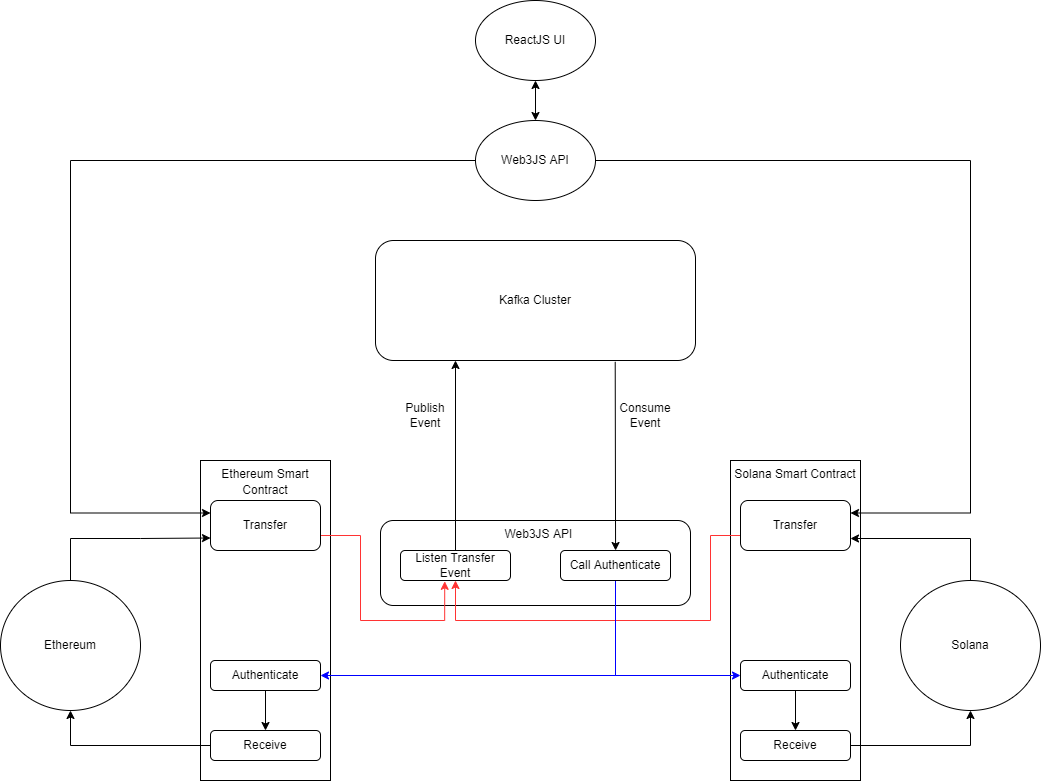 ReactJS UI
Web3JS API
Kafka Cluster
Publish
Event
Consume
Event
Ethereum Smart
Contract
Transfer
Authenticate
Receive
Ethereum
Web3JS API
Listen Transfer
Event
Call Authenticate
Solana Smart Contract
Transfer
Authenticate
Receive
Solana